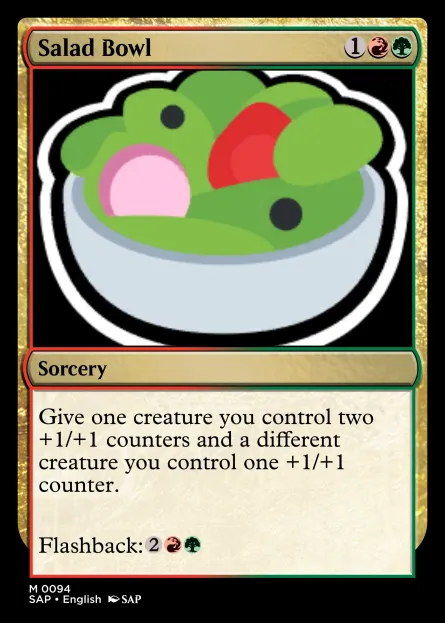 Salad Bowl 1
Sorcery
Give one creature you control two
+1/+1 counters and a different
creature you control one +1/+1
counter.
Flashback: 2
M 0094
SAP • English SAP